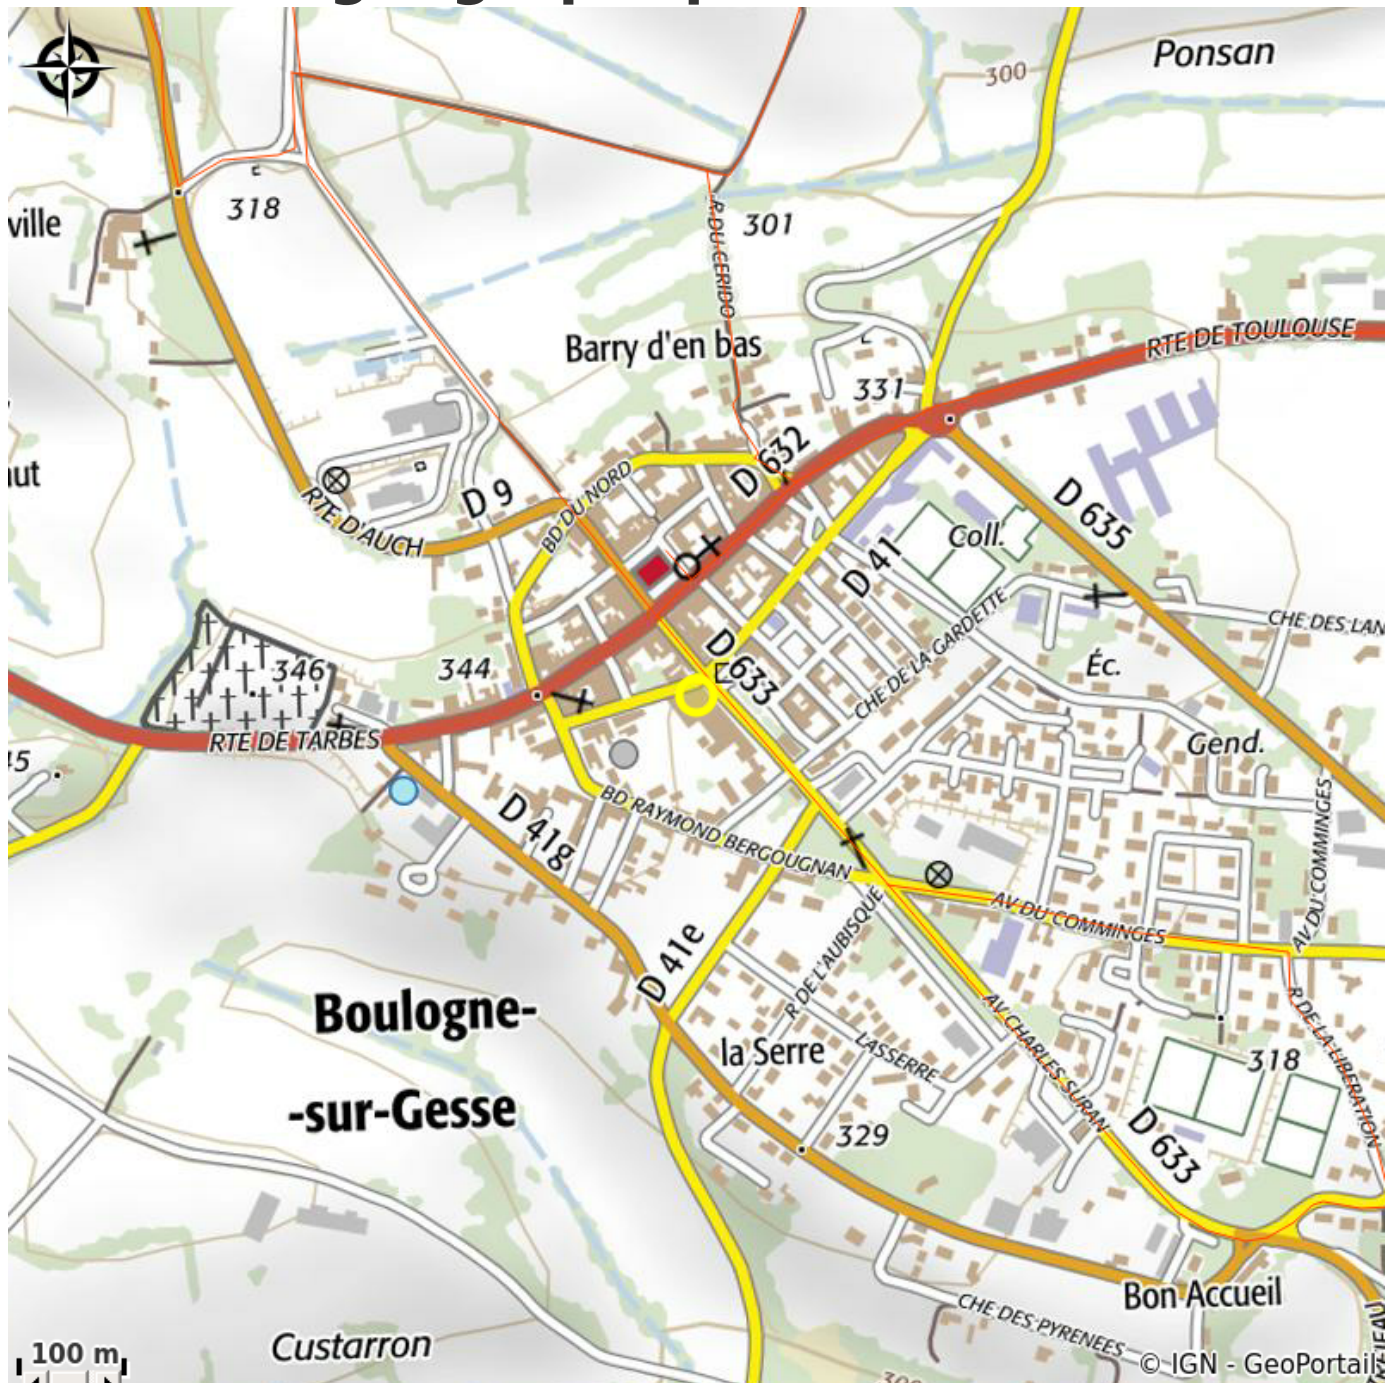 Ponsan
300
318
ville
301
R DU CERIDO
Barry d'en bas
RTE DE TOULOUSE
331
D 632
aut
D 9
BD DU NORD
RTE D'AUCH
D 635
Coll.
D 41
CHE DE LA GARDETTE
CHE DES LAN
346
344
D 633
Éc.
RTE DE TARBES
Gend.
45
D 41g
BD RAYMOND BERGOUGNAN
AV DU COMMINGES
AV DU COMMINGES
R DE L'AUBISQUE
D 41e
Boulogne-
-sur-Gesse
la Serre
LASSERRE
AV CHARLES SURAN
R DE LA LIBERATION
318
329
D 633
Bon Accueil
CHE DES PYRENEES
Custarron
100 m
300
© IGN - GeoPortail